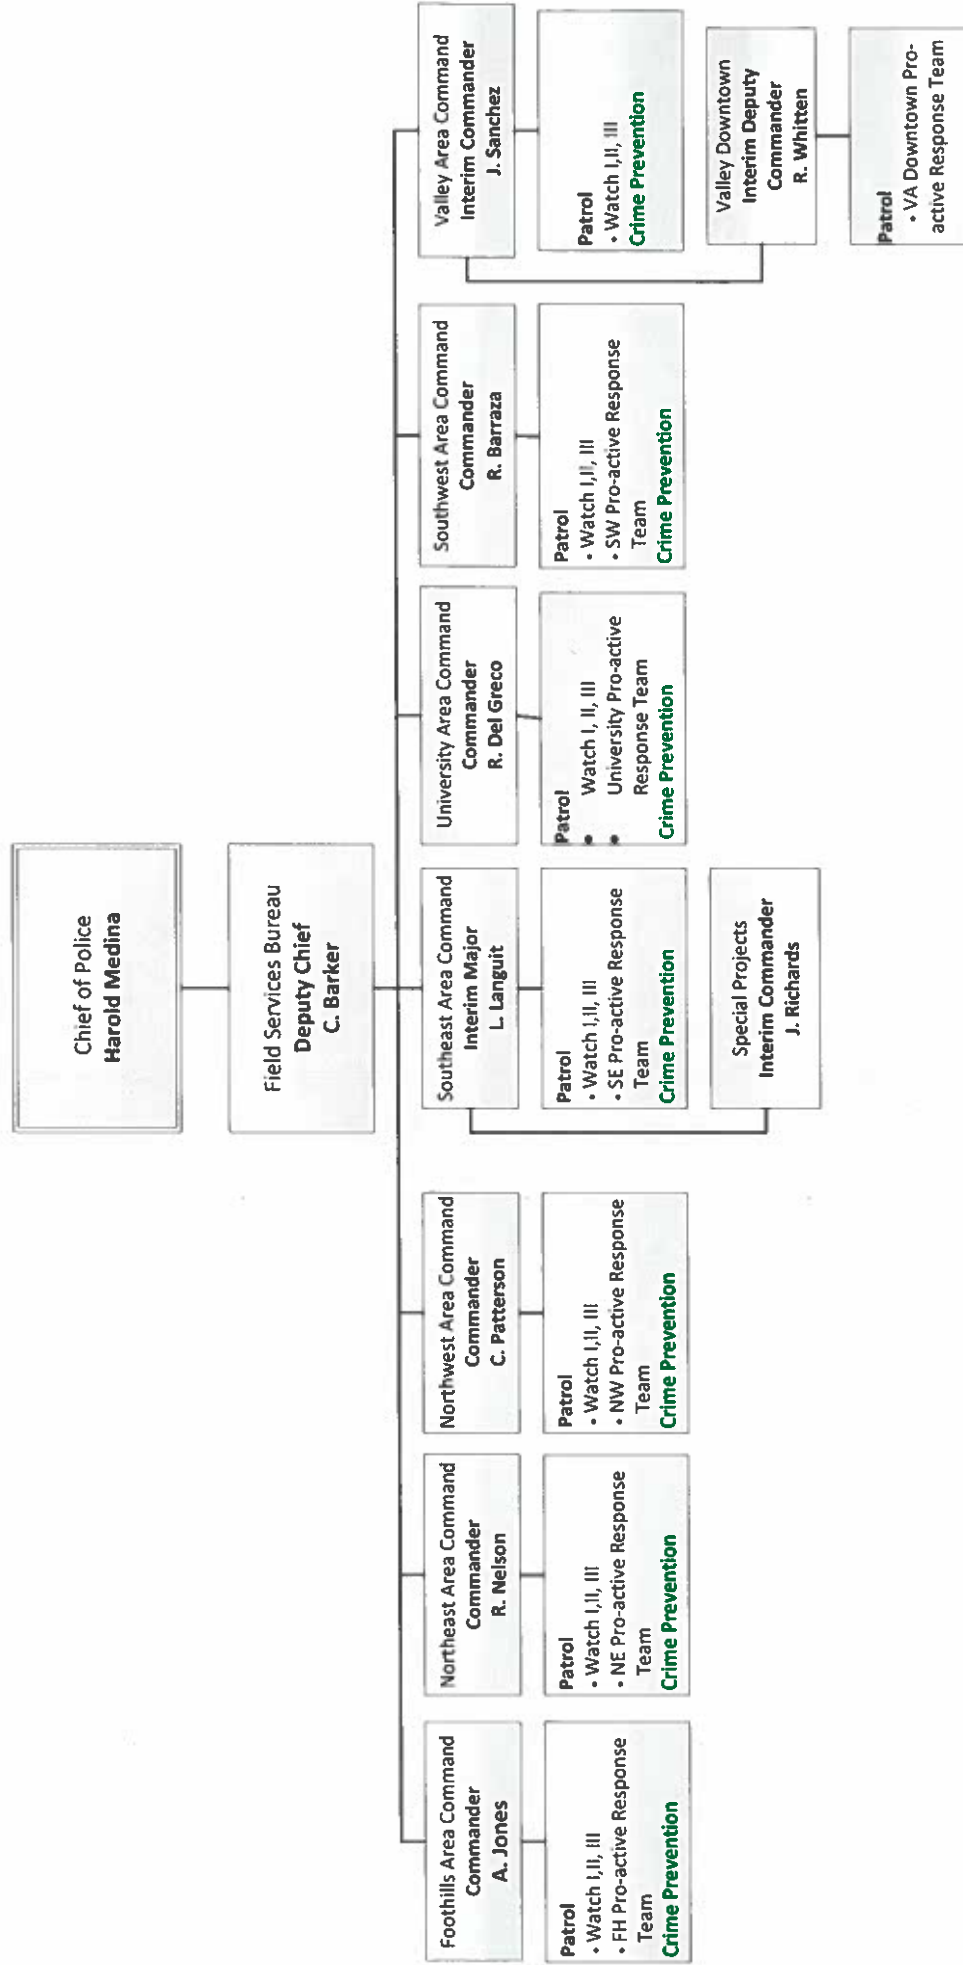 Chief of Police
Harold Medina
Field Services Bureau
Deputy Chief
C. Barker
Foothills Area Command
Commander
A. Jones
Patrol
• Watch I,II, III
• FH Pro-active Response
Team
Crime Prevention
Northeast Area Command
Commander
R. Nelson
Patrol
• Watch I,II, III
• NE Pro-active Response
Team
Crime Prevention
Northwest Area Command
Commander
C. Patterson
Patrol
• Watch I,II, III
• NW Pro-active Response
Team
Crime Prevention
Southeast Area Command
Interim Major
L. Languit
Patrol
• Watch I,II, III
• SE Pro-active Response
Team
Crime Prevention
Special Projects
Interim Commander
J. Richards
University Area Command
Commander
R. Del Greco
Patrol
• Watch I, II, III
• University Pro-active
Response Team
Crime Prevention
Southwest Area Command
Commander
R. Barraza
Patrol
• Watch I,II, III
• SW Pro-active Response
Team
Crime Prevention
Valley Area Command
Interim Commander
J. Sanchez
Patrol
• Watch I,II, III
Crime Prevention
Valley Downtown
Interim Deputy
Commander
R. Whitten
Patrol
• VA Downtown Pro-
active Response Team